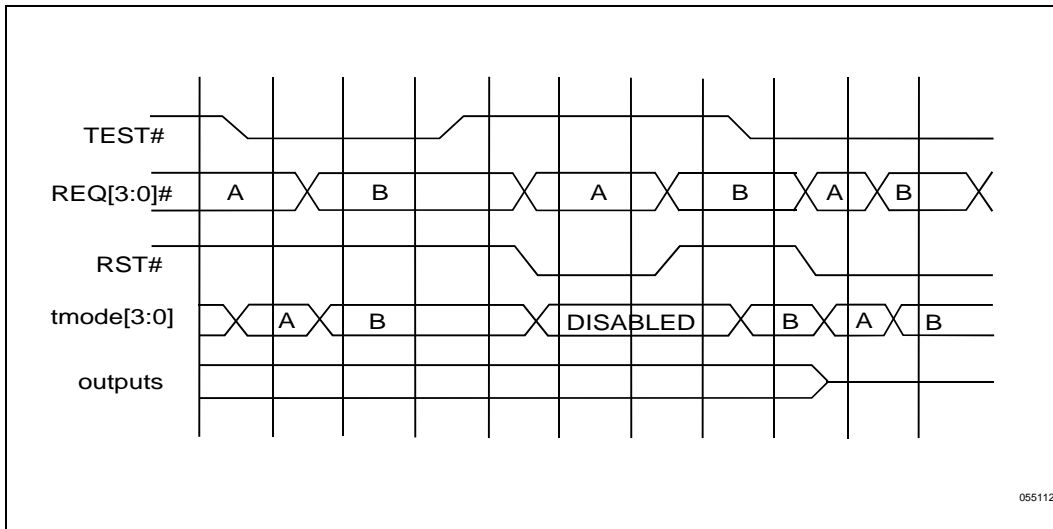 TEST#
REQ[3:0]# A B A B A B
RST#
tmode[3:0] A B DISABLED B A B
outputs
055112